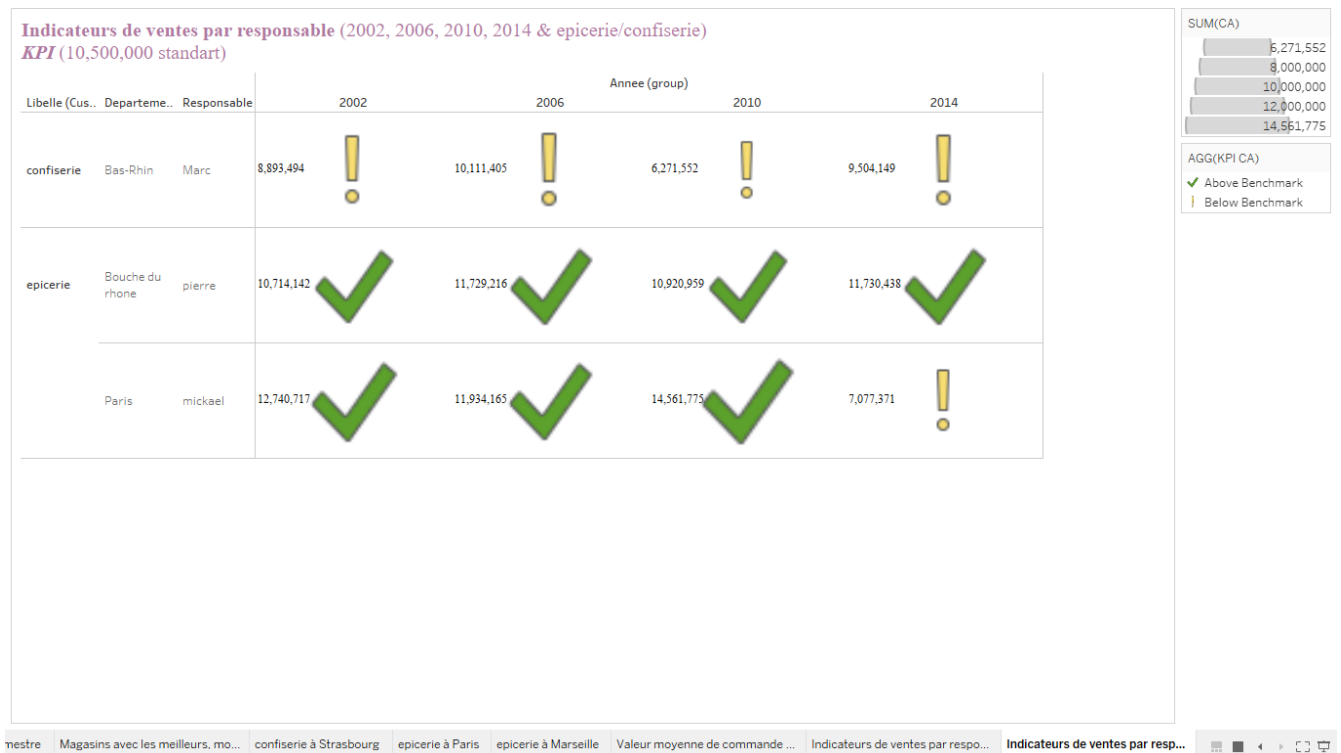 Indicateurs de ventes par responsable (2002, 2006, 2010, 2014 & epicerie/confiserie)
KPI (10,500,000 standart)
Annee (group)
Libelle (Cus.. Departeme.. Responsable 2002 2006 2010 2014
confiserie Bas-Rhin Marc 8,893,494 10,111,405 6,271,552 9,504,149
epicerie Bouche du rhone pierre 10,714,142 11,729,216 10,920,959 11,730,438
Paris mickael 12,740,717 11,934,165 14,561,775 7,077,371
SUM(CA)
6,271,552
8,000,000
10,000,000
12,000,000
14,561,775
AGG(KPI CA)
Above Benchmark
Below Benchmark
mestre Magasins avec les meilleurs, mo... confiserie à Strasbourg epicerie à Paris epicerie à Marseille Valeur moyenne de commande ... Indicateurs de ventes par respo... Indicateurs de ventes par resp...